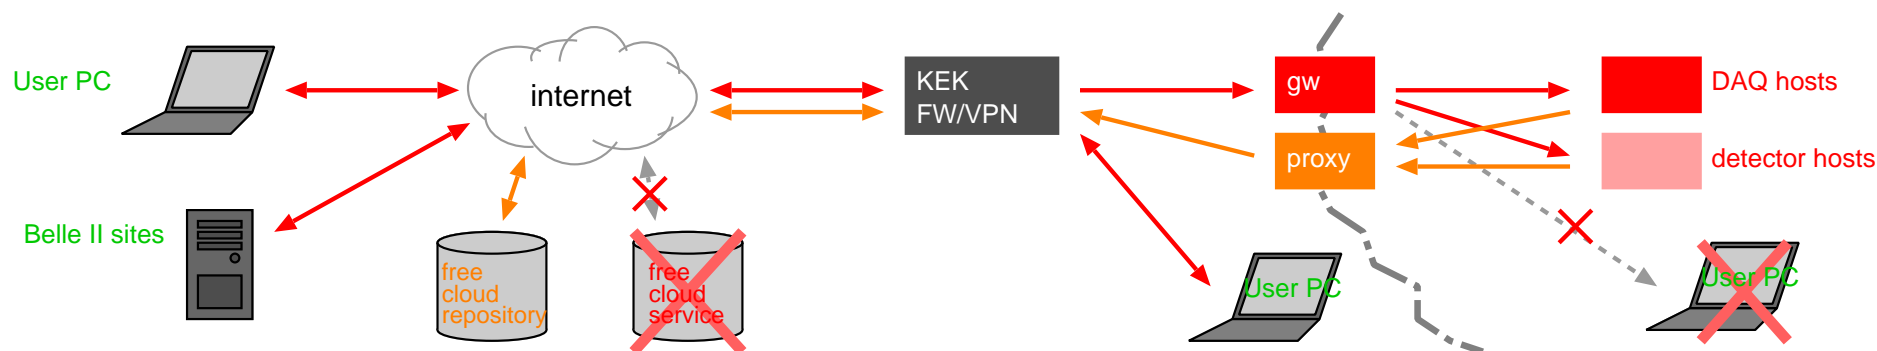 User PC
internet
KEK
FW/VPN
gw
DAQ hosts
proxy
detector hosts
Belle II sites
free
cloud
repository
free
cloud
service
User PC
User PC